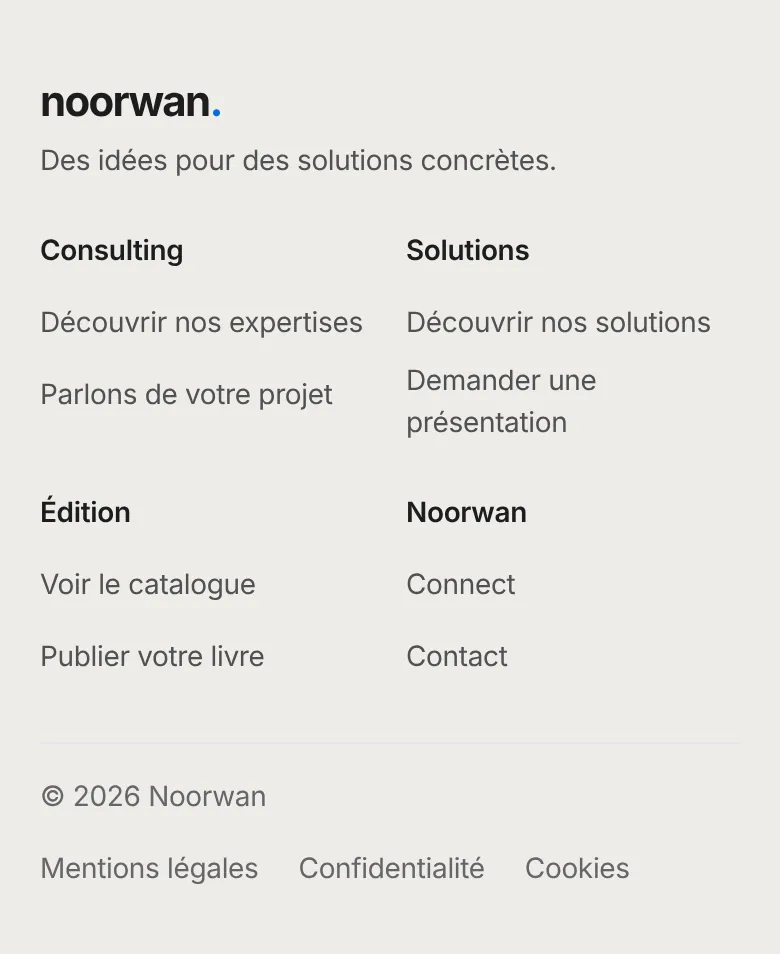 noorwan.
Des idées pour des solutions concrètes.
Consulting
Découvrir nos expertises
Parlons de votre projet
Solutions
Découvrir nos solutions
Demander une
présentation
Édition
Voir le catalogue
Publier votre livre
Noorwan
Connect
Contact
© 2026 Noorwan
Mentions légales Confidentialité Cookies